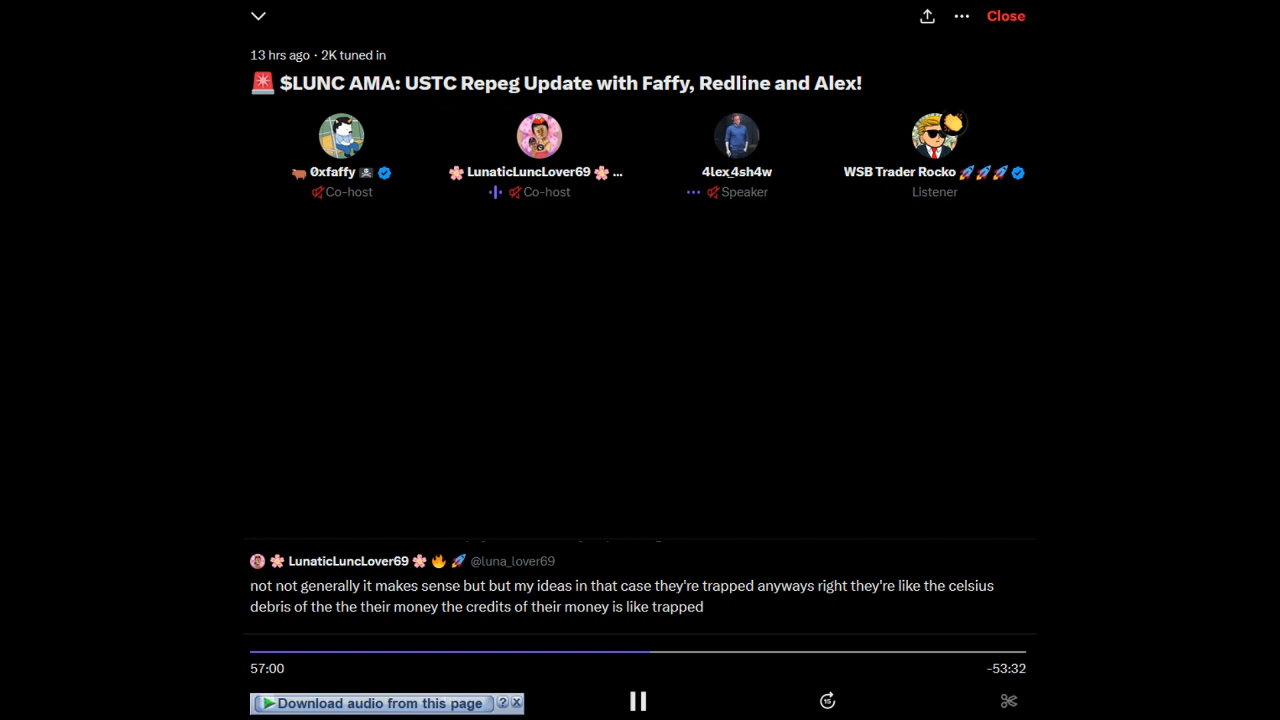 Close
13 hrs ago · 2K tuned in
🚨 $LUNC AMA: USTC Repeg Update with Faffy, Redline and Alex!
🐂 0xfaffy 🏴‍☠️
Co-host
🌸 LunaticLuncLover69 🌸 ...
Co-host
4lex_4sh4w
Speaker
WSB Trader Rocko 🚀🚀🚀
Listener
🌸 LunaticLuncLover69 🌸 🔥 🚀 @luna_lover69
not not generally it makes sense but but my ideas in that case they're trapped anyways right they're like the celsius
debris of the the their money the credits of their money is like trapped
57:00
-53:32
Download audio from this page ? X
15